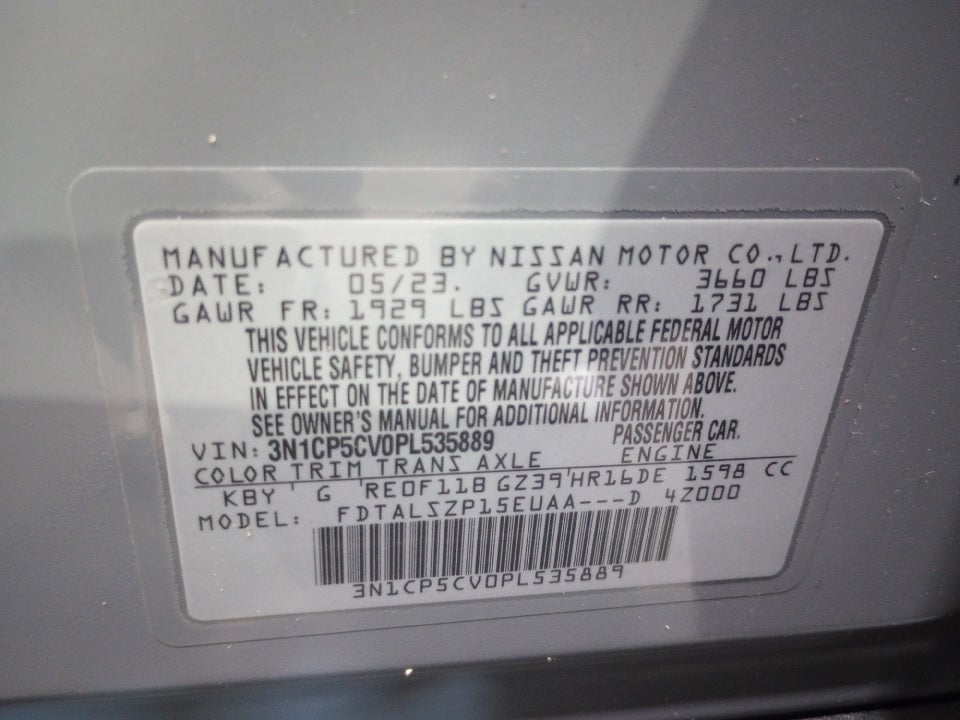 MANUFACTURED BY NISSAN MOTOR CO.,LTD.
DATE: 05/23. GVWR: 3660 LBS
GAWR FR: 1929 LBS GAWR RR: 1731 LBS
THIS VEHICLE CONFORMS TO ALL APPLICABLE FEDERAL MOTOR
VEHICLE SAFETY, BUMPER AND THEFT PREVENTION STANDARDS
IN EFFECT ON THE DATE OF MANUFACTURE SHOWN ABOVE.
SEE OWNER'S MANUAL FOR ADDITIONAL INFORMATION.
VIN: 3N1CP5CV0PL535889 PASSENGER CAR.
COLOR TRIM TRANS AXLE ENGINE
KBY G RE0F11B GZ39 HR16DE 1598 CC
MODEL: FDTALSZP15EUAA---D 4Z000
3N1CP5CV0PL535889